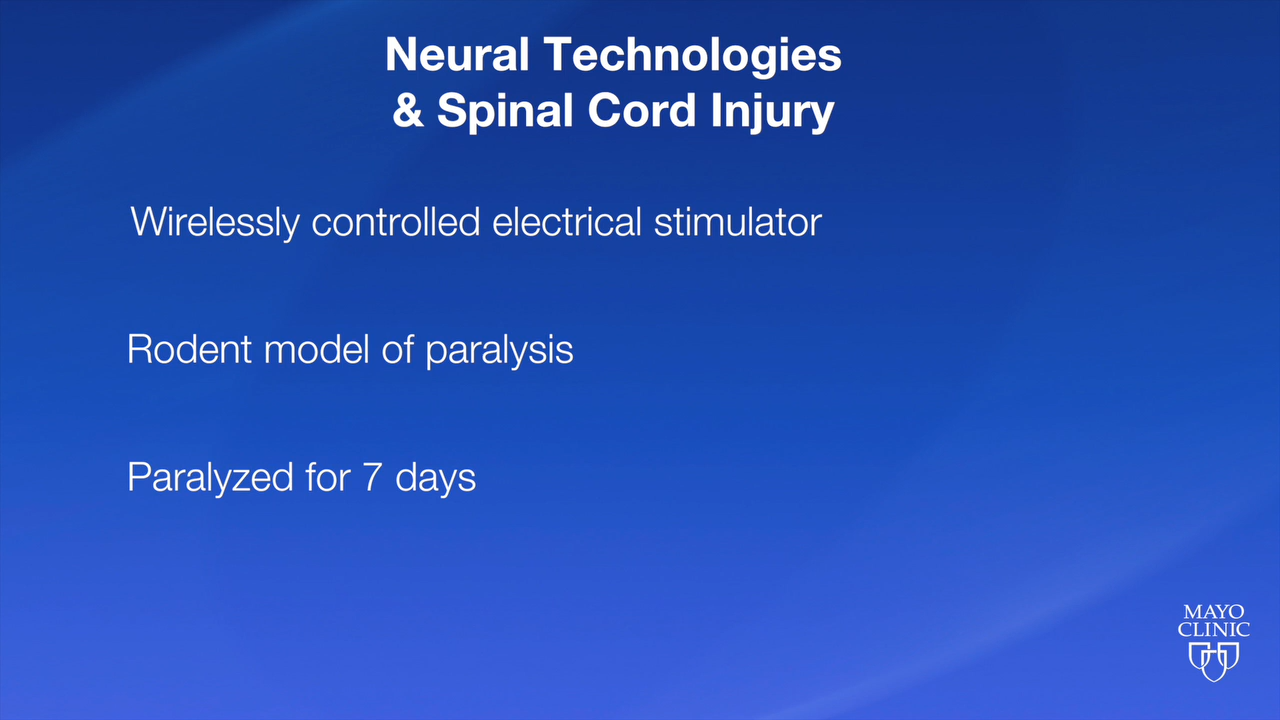 Neural Technologies
& Spinal Cord Injury
Wirelessly controlled electrical stimulator
Rodent model of paralysis
Paralyzed for 7 days
MAYO
CLINIC